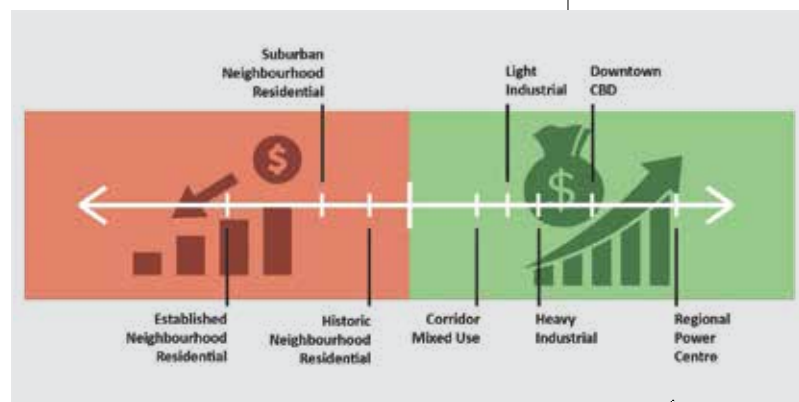 Suburban
Neighbourhood
Residential
Light
Industrial
Downtown
CBD
$
$
Established
Neighbourhood
Residential
Historic
Neighbourhood
Residential
Corridor
Mixed Use
Heavy
Industrial
Regional
Power
Centre